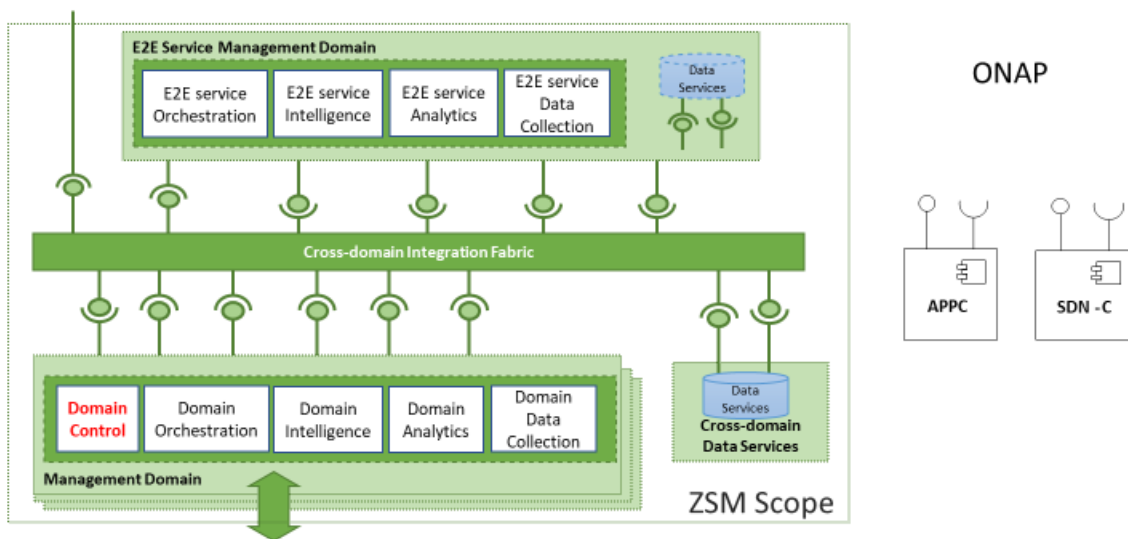 E2E Service Management Domain
E2E service
Orchestration
E2E service
Intelligence
E2E service
Analytics
E2E service
Data
Collection
Data
Services
ONAP
Cross-domain Integration Fabric
APPC
SDN -C
Domain
Control
Domain
Orchestration
Domain
Intelligence
Domain
Analytics
Domain
Data
Collection
Management Domain
Data
Services
Cross-domain
Data Services
ZSM Scope